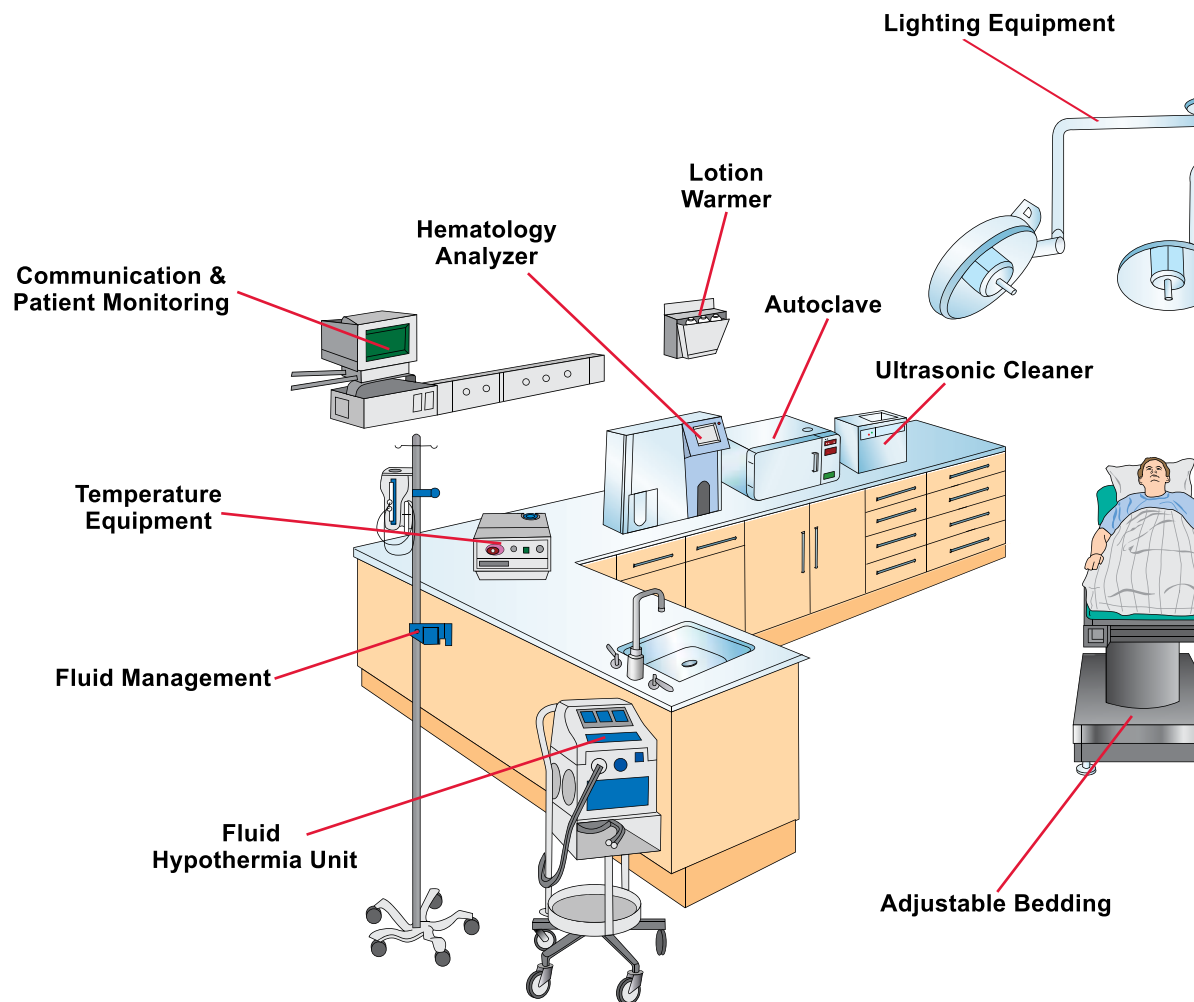 Lighting Equipment
Lotion
Warmer
Hematology
Analyzer
Communication &
Patient Monitoring
Autoclave
Ultrasonic Cleaner
Temperature
Equipment
Fluid Management
Fluid
Hypothermia Unit
Adjustable Bedding